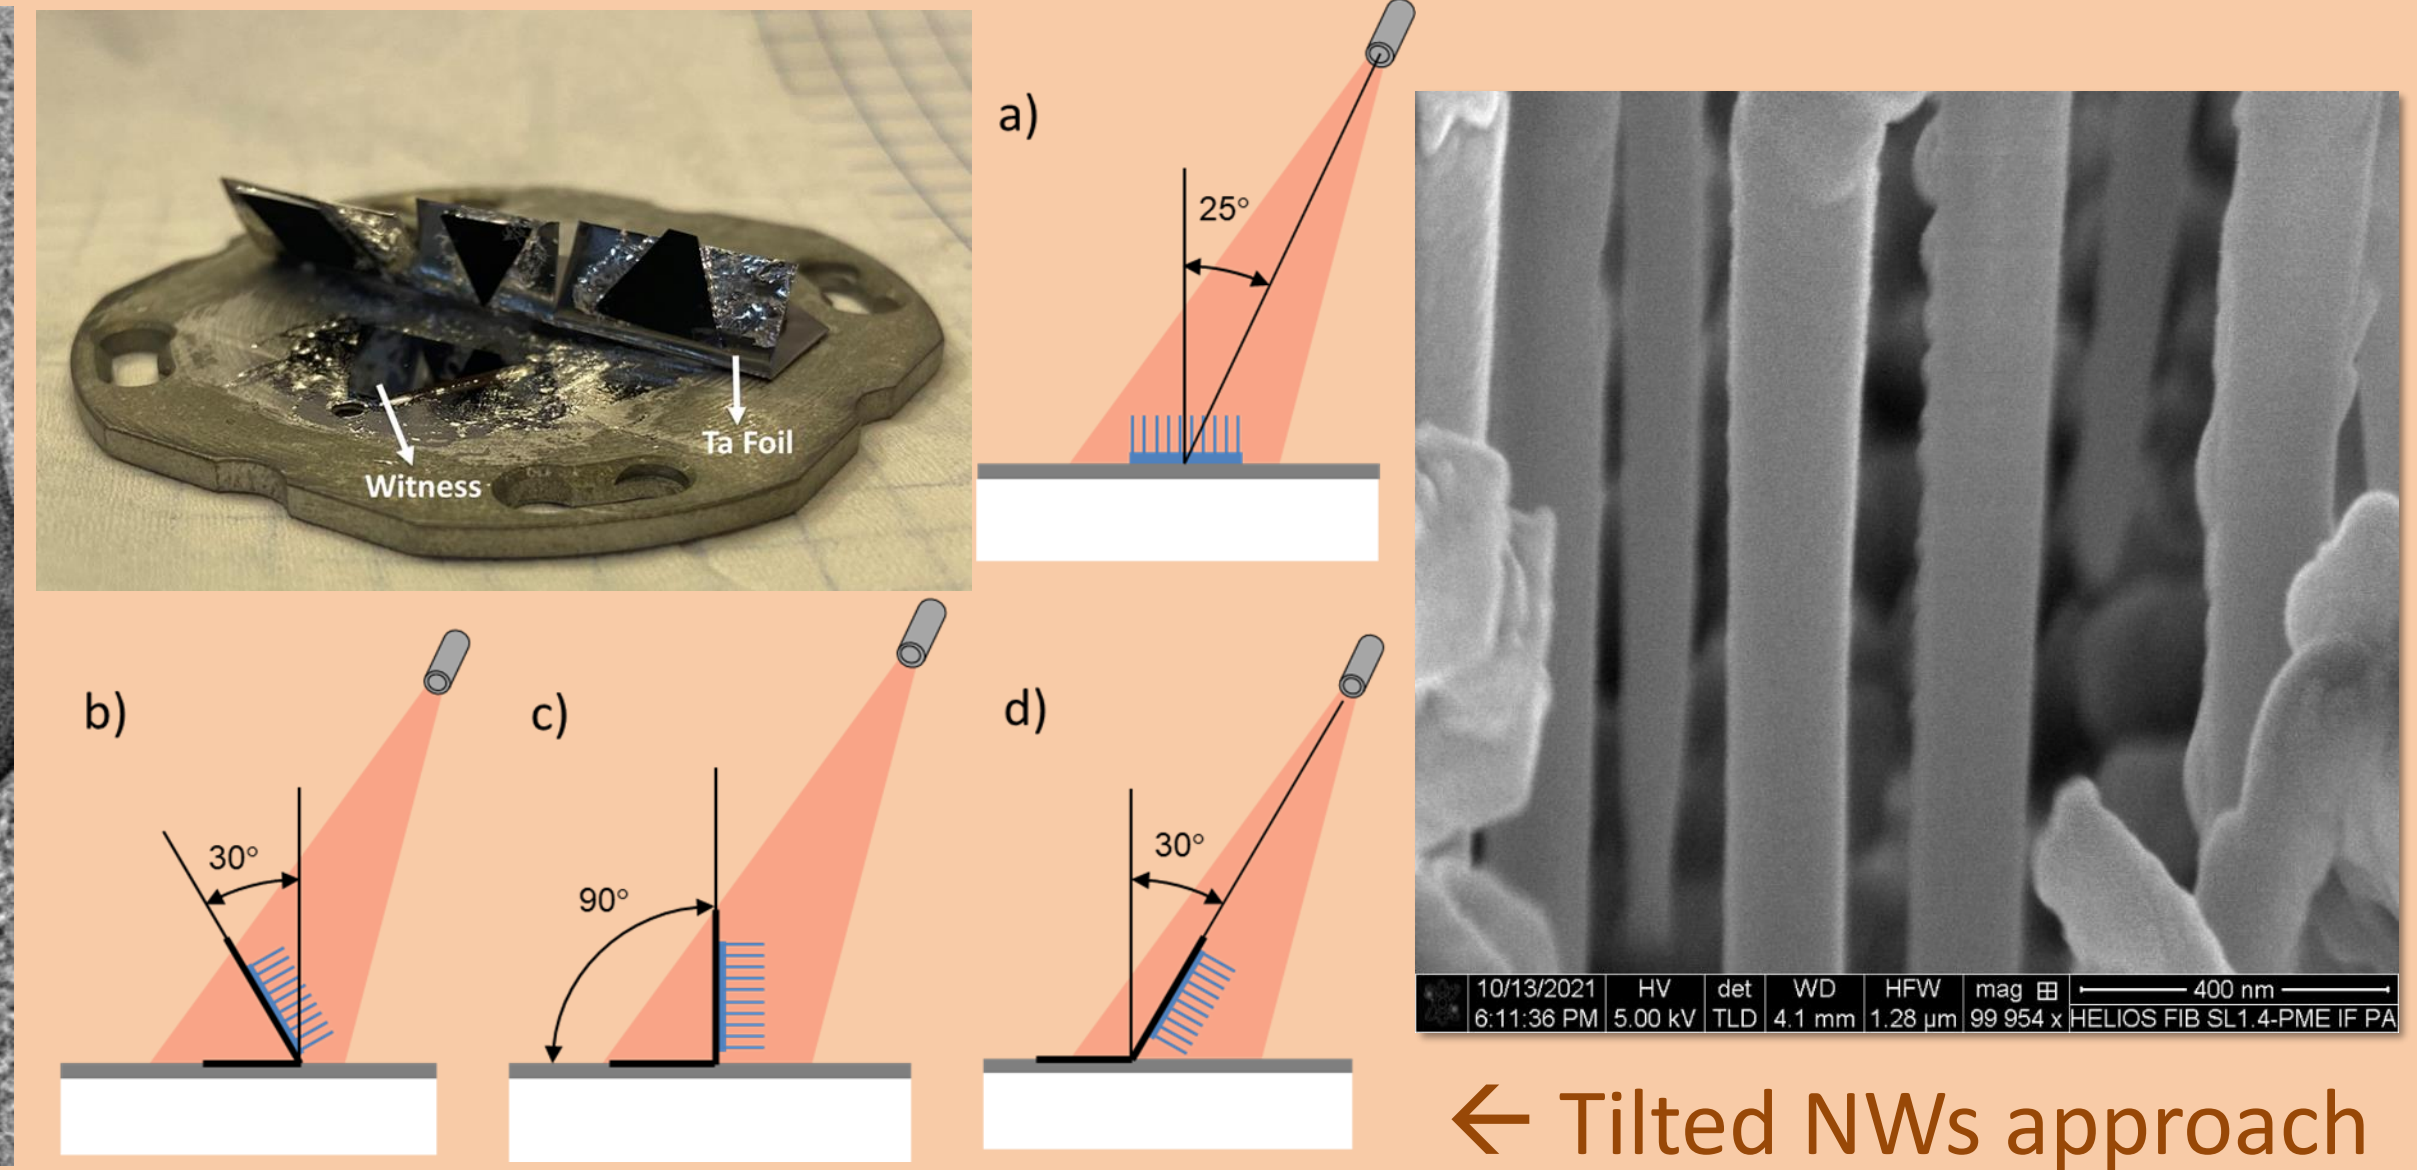 Witness
Ta Foil
a)
25°
b)
30°
c)
90°
d)
30°
10/13/2021
6:11:36 PM
HV
5.00 kV
det
TLD
WD
4.1 mm
HFW
1.28 µm
mag
99 954 x
400 nm
HELIOS FIB SL1.4-PME IF PA
← Tilted NWs approach